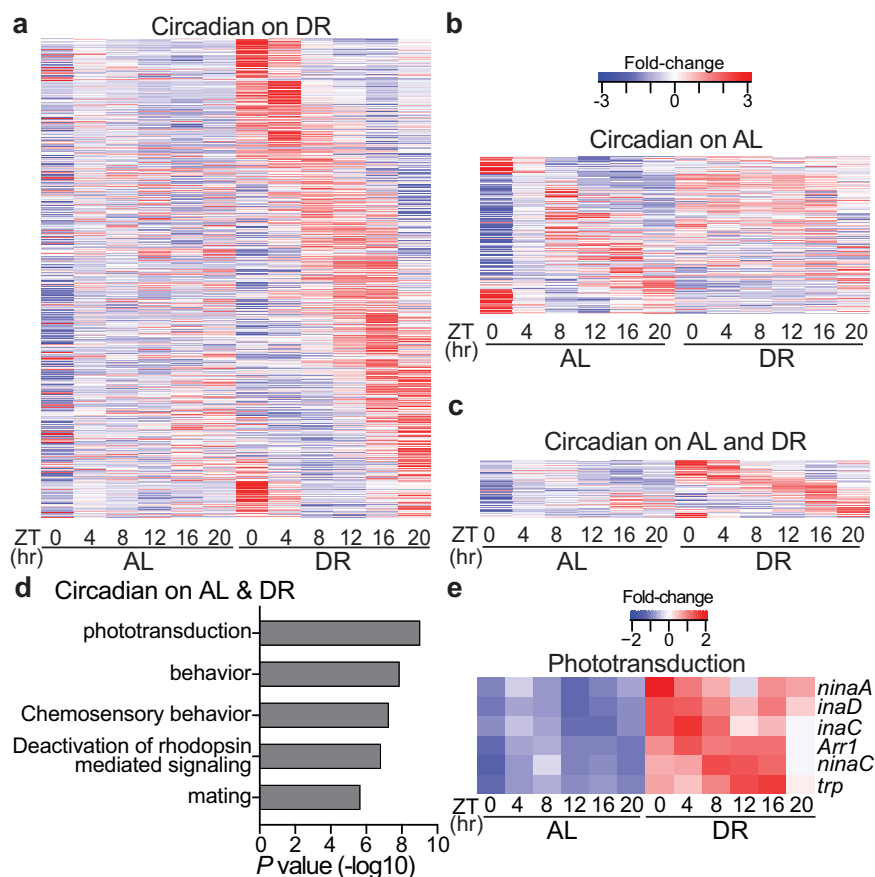 a
Circadian on DR
ZT (hr)
0 4 8 12 16 20 0 4 8 12 16 20
AL DR
b
Fold-change
-3 0 3
Circadian on AL
ZT (hr)
0 4 8 12 16 20 0 4 8 12 16 20
AL DR
c
Circadian on AL and DR
ZT (hr)
0 4 8 12 16 20 0 4 8 12 16 20
AL DR
d
Circadian on AL & DR
phototransduction
behavior
Chemosensory behavior
Deactivation of rhodopsin
mediated signaling
mating
0 2 4 6 8 10
P value (-log10)
e
Fold-change
−2 0 2
Phototransduction
ninaA
inaD
inaC
Arr1
ninaC
trp
ZT (hr)
0 4 8 12 16 20 0 4 8 12 16 20
AL DR